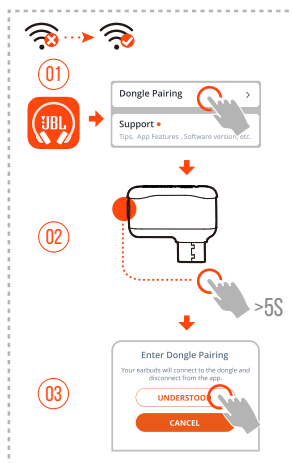 01
JBL
Dongle Pairing
Support
Tips, App Features , Software version, etc.
02
>5S
03
Enter Dongle Pairing
Your earbuds will connect to the dongle and
disconnect from the app.
UNDERSTOO
CANCEL